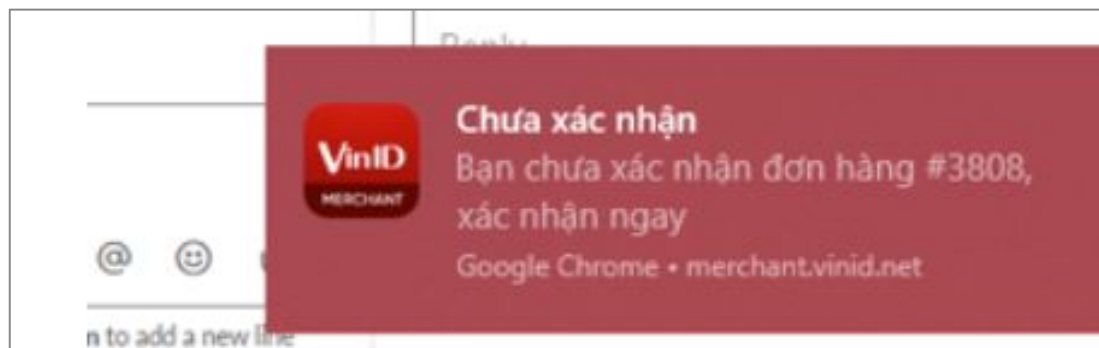 Reply
VinID
MERCHANT
Chưa xác nhận
Bạn chưa xác nhận đơn hàng #3808,
xác nhận ngay
Google Chrome • merchant.vinid.net
@
n to add a new line